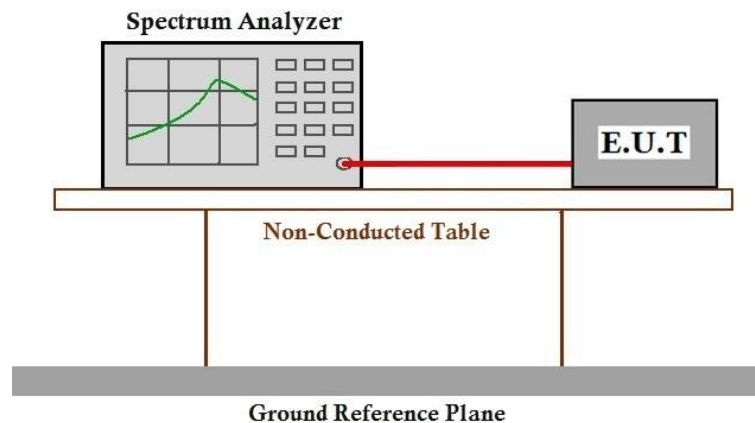 Spectrum Analyzer
E.U.T
Non-Conducted Table
Ground Reference Plane